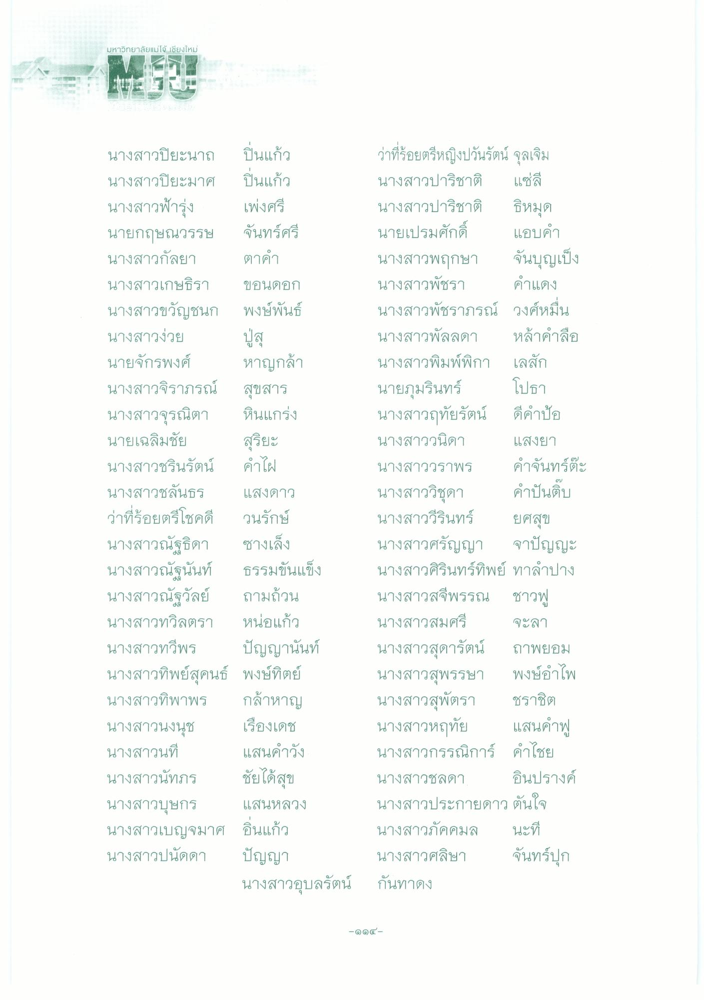 มหาวิทยาลัยแม่โจ้ เชียงใหม่
MJU
นางสาวปิยะนาถ ปิ่นแก้ว ว่าที่ร้อยตรีหญิงปวันรัตน์ จุลเจิม
นางสาวปิยะมาศ ปิ่นแก้ว นางสาวปาริชาติ แซ่ลี
นางสาวฟ้ารุ่ง เพ่งศรี นางสาวปาริชาติ ธิหมุด
นายกฤษณวรรษ จันทร์ศรี นายเปรมศักดิ์ แอบคำ
นางสาวกัลยา ตาคำ นางสาวพฤกษา จันบุญเป็ง
นางสาวเกษธิรา ขอนดอก นางสาวพัชรา คำแดง
นางสาวขวัญชนก พงษ์พันธ์ นางสาวพัชราภรณ์ วงศ์หมื่น
นางสาวง่วย ปู่สุ นางสาวพัลลดา หล้าคำลือ
นายจักรพงศ์ หาญกล้า นางสาวพิมพ์พิกา เลสัก
นางสาวจิราภรณ์ สุขสาร นายภุมรินทร์ โปธา
นางสาวจุรณิตา หินแกร่ง นางสาวฤทัยรัตน์ ดีคำป้อ
นายเฉลิมชัย สุริยะ นางสาววนิดา แสงยา
นางสาวชรินรัตน์ คำไฝ นางสาววราพร คำจันทร์ต๊ะ
นางสาวชลันธร แสงดาว นางสาววิชุดา คำปันติ๊บ
ว่าที่ร้อยตรีโชคดี วนรักษ์ นางสาววีรินทร์ ยศสุข
นางสาวณัฐธิดา ซางเล็ง นางสาวศรัญญา จาปัญญะ
นางสาวณัฐนันท์ ธรรมขันแข็ง นางสาวศิรินทร์ทิพย์ ทาลำปาง
นางสาวณัฐวัลย์ ถามถ้วน นางสาวสจีพรรณ ชาวฟู
นางสาวทวิลตรา หน่อแก้ว นางสาวสมศรี จะลา
นางสาวทวีพร ปัญญานันท์ นางสาวสุดารัตน์ ถาพยอม
นางสาวทิพย์สุคนธ์ พงษ์ทิตย์ นางสาวสุพรรษา พงษ์อำไพ
นางสาวทิพาพร กล้าหาญ นางสาวสุพัตรา ชราชิต
นางสาวนงนุช เรืองเดช นางสาวหฤทัย แสนคำฟู
นางสาวนที แสนคำวัง นางสาวกรรณิการ์ คำไชย
นางสาวนัทภร ชัยได้สุข นางสาวชลดา อินปรางค์
นางสาวบุษกร แสนหลวง นางสาวประกายดาว ตันใจ
นางสาวเบญจมาศ อิ่นแก้ว นางสาวภัคคมล นะที
นางสาวปนัดดา ปัญญา นางสาวศลิษา จันทร์ปุก
นางสาวอุบลรัตน์ กันทาดง
-๑๑๔-